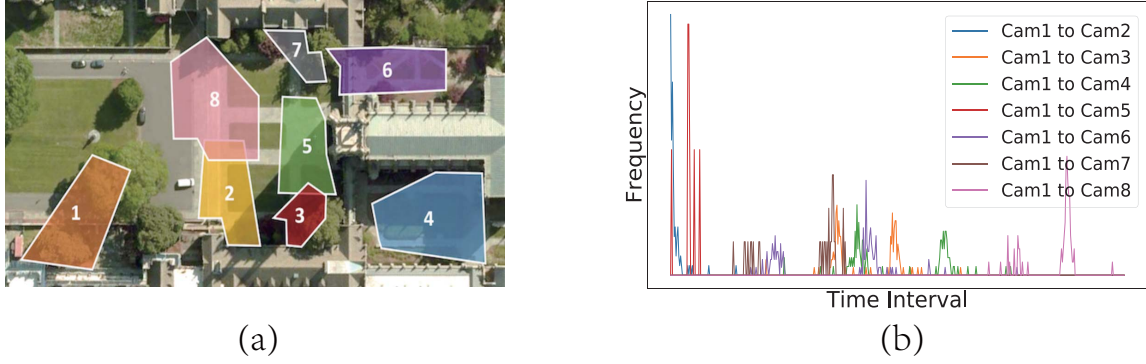 7
6
8
5
2
1
3
4
(a)
Frequency
Cam1 to Cam2
Cam1 to Cam3
Cam1 to Cam4
Cam1 to Cam5
Cam1 to Cam6
Cam1 to Cam7
Cam1 to Cam8
Time Interval
(b)